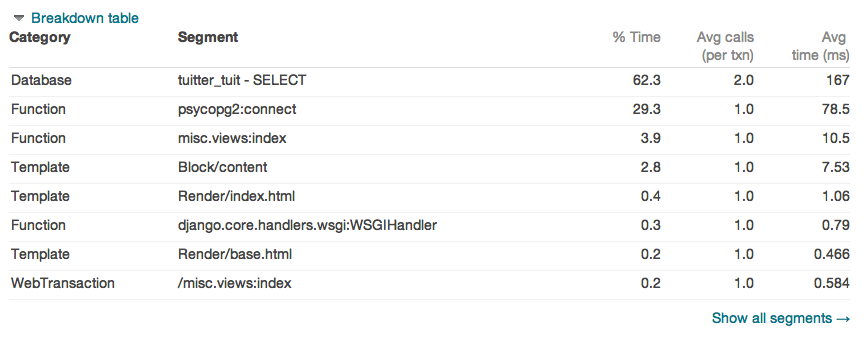 Breakdown table
Category Segment % Time Avg calls (per txn) Avg time (ms)
Database tuitter_tuit - SELECT 62.3 2.0 167
Function psycopg2:connect 29.3 1.0 78.5
Function misc.views:index 3.9 1.0 10.5
Template Block/content 2.8 1.0 7.53
Template Render/index.html 0.4 1.0 1.06
Function django.core.handlers.wsgi:WSGIHandler 0.3 1.0 0.79
Template Render/base.html 0.2 1.0 0.466
WebTransaction /misc.views:index 0.2 1.0 0.584
Show all segments →